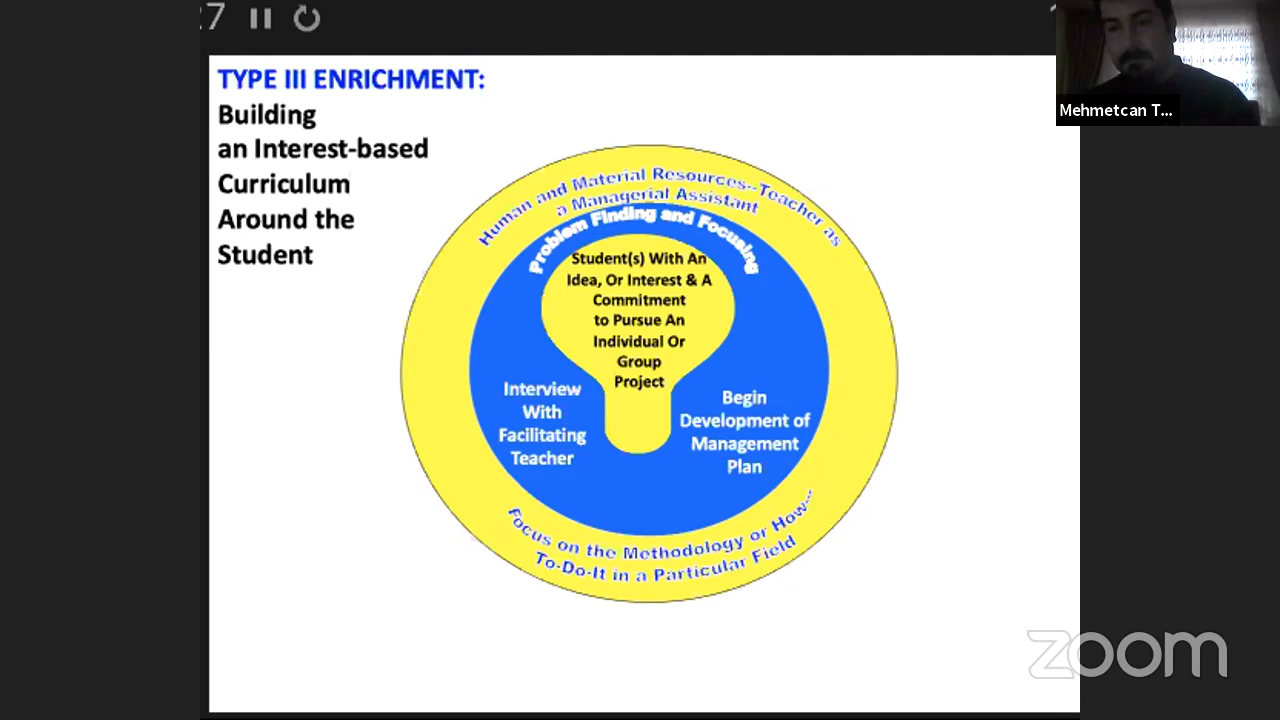 27
TYPE III ENRICHMENT:
Building
an Interest-based
Curriculum
Around the
Student
Human and Material Resources--Teacher as
a Managerial Assistant
Problem Finding and Focusing
Student(s) With An
Idea, Or Interest & A
Commitment
to Pursue An
Individual Or
Group
Project
Interview
With
Facilitating
Teacher
Begin
Development of
Management
Plan
Focus on the Methodology or How--
To-Do-It in a Particular Field
Mehmetcan T...
zoom